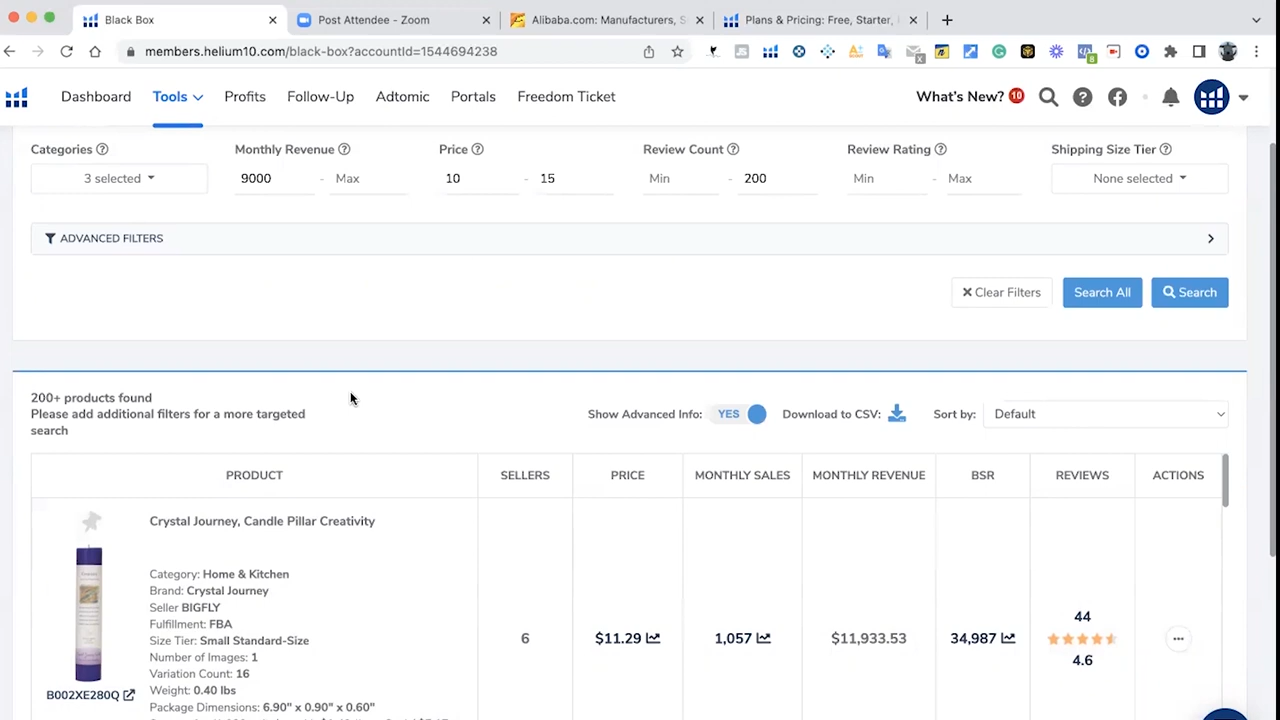 Black Box
Post Attendee - Zoom
Alibaba.com: Manufacturers, S
Plans & Pricing: Free, Starter,
members.helium10.com/black-box?accountId=1544694238
Dashboard
Tools
Profits
Follow-Up
Adtomic
Portals
Freedom Ticket
What's New? 10
Categories
Monthly Revenue
Price
Review Count
Review Rating
Shipping Size Tier
3 selected
9000 - Max
10 - 15
Min - 200
Min - Max
None selected
ADVANCED FILTERS
Clear Filters
Search All
Search
200+ products found
Please add additional filters for a more targeted
search
Show Advanced Info: YES
Download to CSV:
Sort by: Default
PRODUCT
SELLERS
PRICE
MONTHLY SALES
MONTHLY REVENUE
BSR
REVIEWS
ACTIONS
Crystal Journey, Candle Pillar Creativity
Category: Home & Kitchen
Brand: Crystal Journey
Seller BIGFLY
Fulfillment: FBA
Size Tier: Small Standard-Size
Number of Images: 1
Variation Count: 16
Weight: 0.40 lbs
Package Dimensions: 6.90" x 0.90" x 0.60"
B002XE280Q
6
$11.29
1,057
$11,933.53
34,987
44
4.6